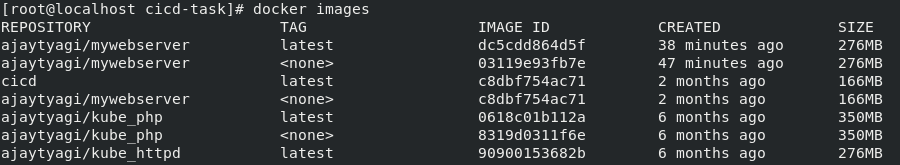 [root@localhost cicd-task]# docker images
REPOSITORY TAG IMAGE ID CREATED SIZE
ajaytyagi/mywebserver latest dc5cdd864d5f 38 minutes ago 276MB
ajaytyagi/mywebserver <none> 03119e93fb7e 47 minutes ago 276MB
cicd latest c8dbf754ac71 2 months ago 166MB
ajaytyagi/mywebserver <none> c8dbf754ac71 2 months ago 166MB
ajaytyagi/kube_php latest 0618c01b112a 6 months ago 350MB
ajaytyagi/kube_php <none> 8319d0311f6e 6 months ago 350MB
ajaytyagi/kube_httpd latest 90900153682b 6 months ago 276MB